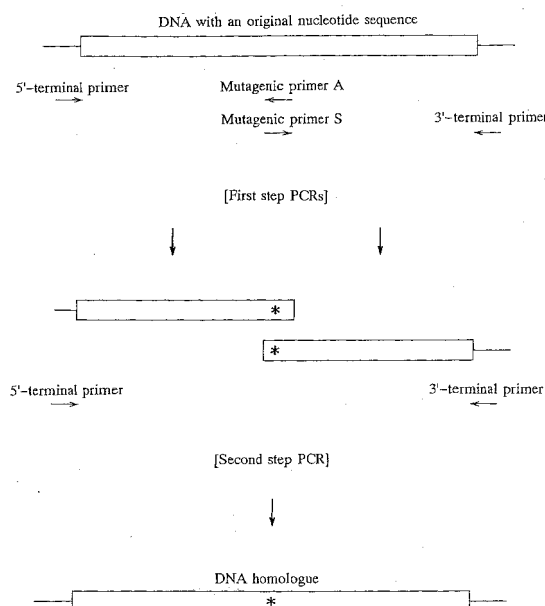 DNA with an original nucleotide sequence
5'-terminal primer
Mutagenic primer A
Mutagenic primer S
3'-terminal primer
[First step PCRs]
*
*
5'-terminal primer
3'-terminal primer
[Second step PCR]
DNA homologue
*